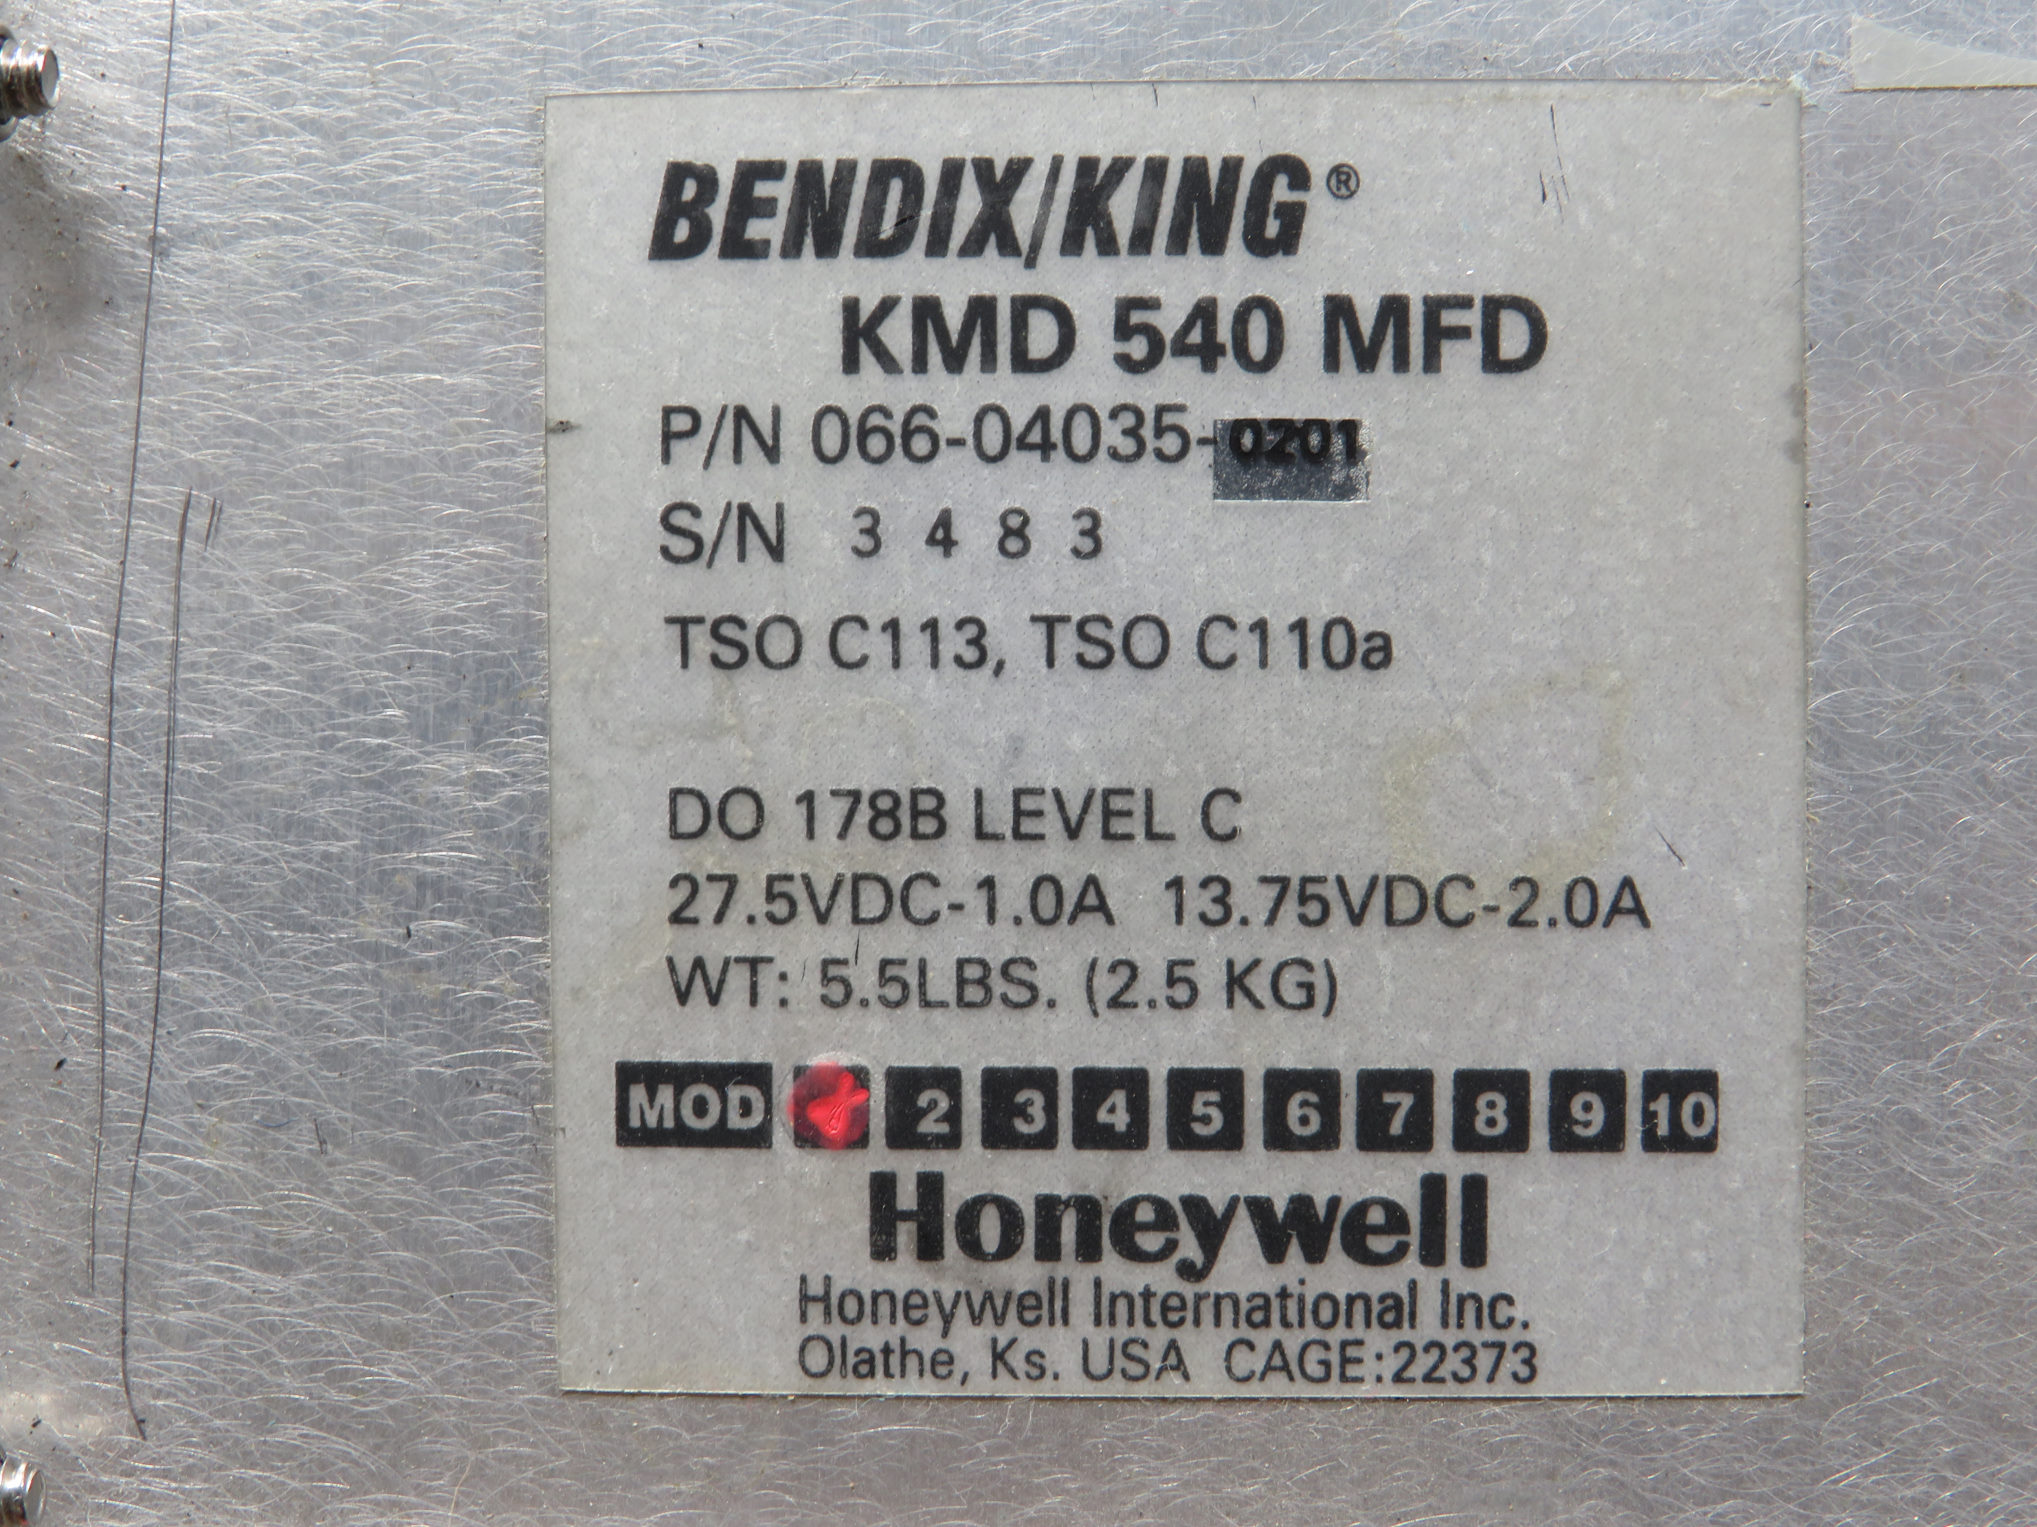 BENDIX/KING®
KMD 540 MFD
P/N 066-04035-0201
S/N 3 4 8 3
TSO C113, TSO C110a
DO 178B LEVEL C
27.5VDC-1.0A 13.75VDC-2.0A
WT: 5.5LBS. (2.5 KG)
MOD 2 3 4 5 6 7 8 9 10
Honeywell
Honeywell International Inc.
Olathe, Ks. USA CAGE:22373